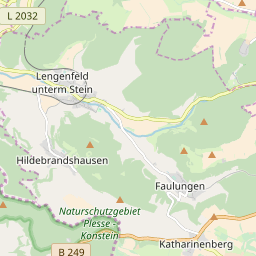 L 2032
Lengenfeld
unterm Stein
Hildebrandshausen
Faulungen
Naturschutzgebiet
Plesse-
Konstein
B 249
Katharinenberg